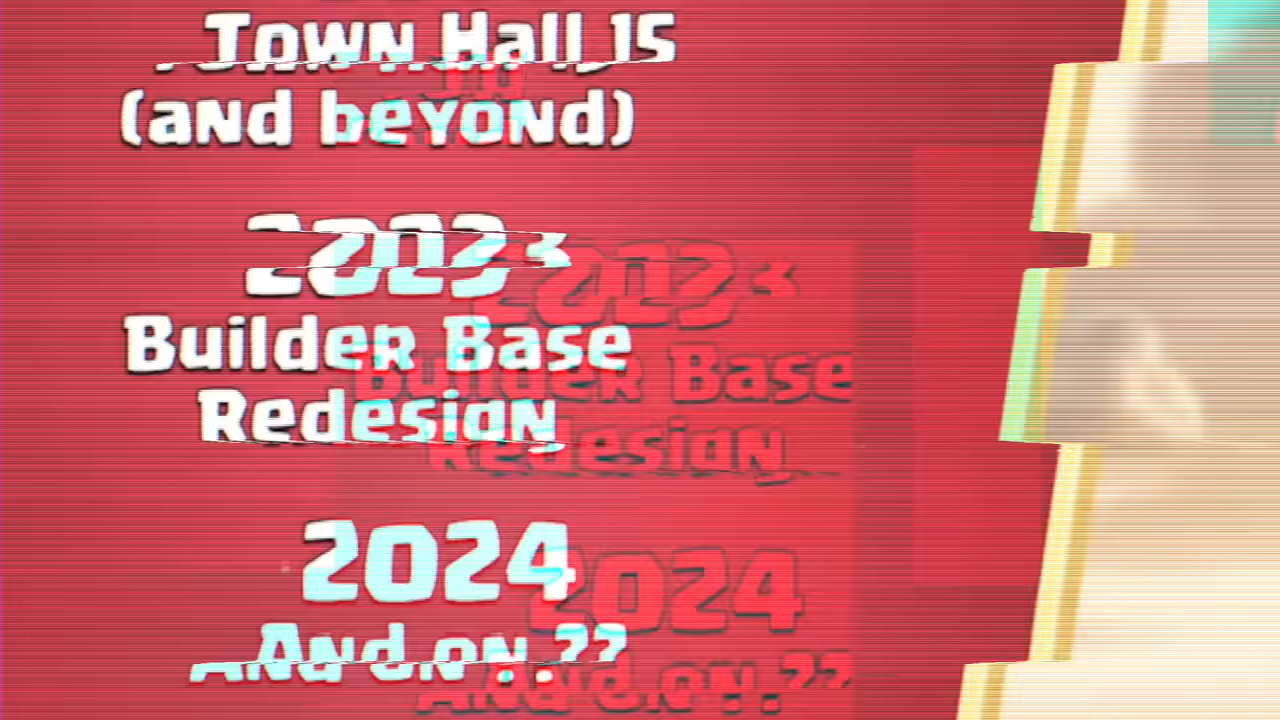 Town Hall 15
(and beyond)
2023
Builder Base
Redesign
2024
And on.??